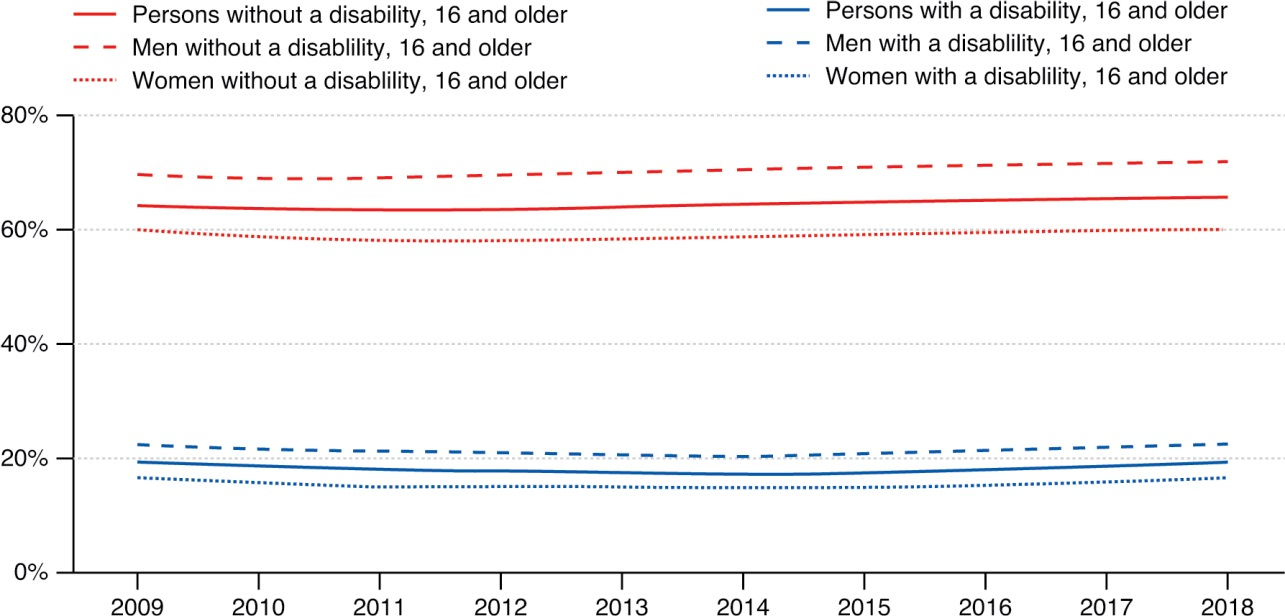 Persons without a disability, 16 and older
Men without a disablility, 16 and older
Women without a disablility, 16 and older
Persons with a disability, 16 and older
Men with a disablility, 16 and older
Women with a disablility, 16 and older
80%
60%
40%
20%
0%
2009 2010 2011 2012 2013 2014 2015 2016 2017 2018